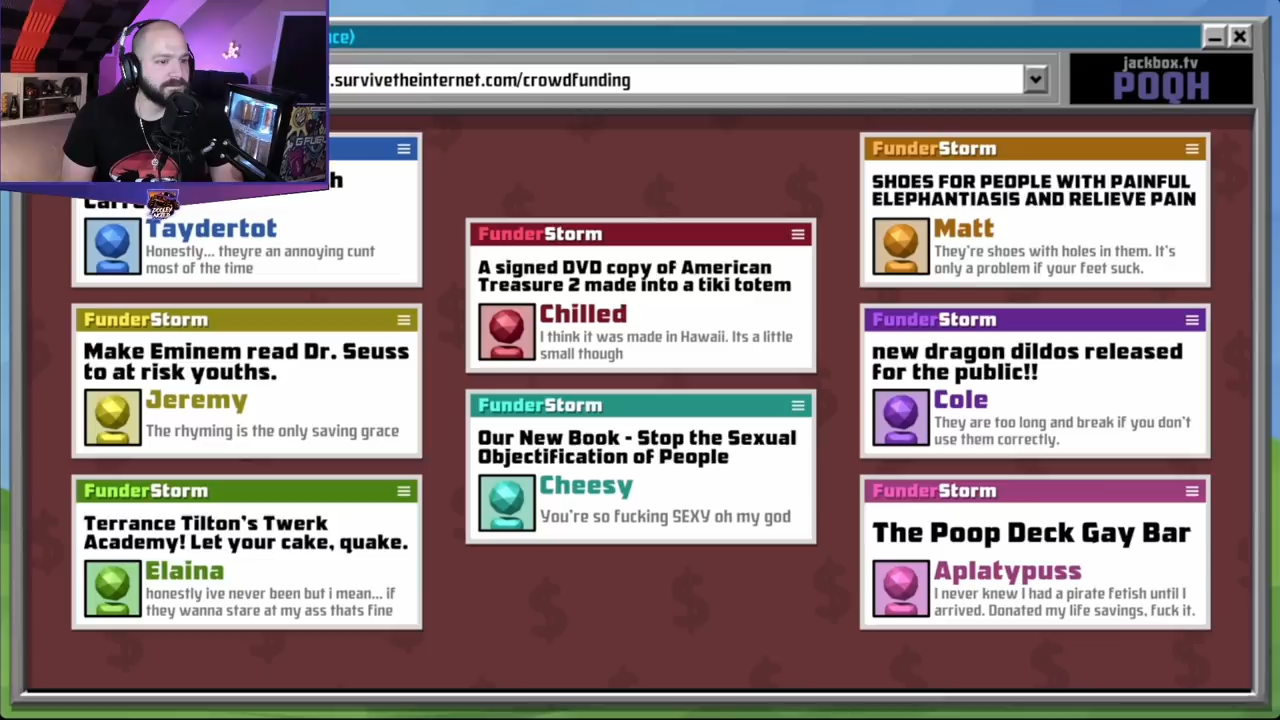 ce)
.survivetheinternet.com/crowdfunding
jackbox.tv
POQH
h
Taydertot
Honestly... theyre an annoying cunt
most of the time
FunderStorm
Make Eminem read Dr. Seuss
to at risk youths.
Jeremy
The rhyming is the only saving grace
FunderStorm
Terrance Tilton's Twerk
Academy! Let your cake, quake.
Elaina
honestly ive never been but i mean... if
they wanna stare at my ass thats fine
FunderStorm
A signed DVD copy of American
Treasure 2 made into a tiki totem
Chilled
I think it was made in Hawaii. Its a little
small though
FunderStorm
Our New Book - Stop the Sexual
Objectification of People
Cheesy
You're so fucking SEXY oh my god
FunderStorm
SHOES FOR PEOPLE WITH PAINFUL
ELEPHANTIASIS AND RELIEVE PAIN
Matt
They're shoes with holes in them. It's
only a problem if your feet suck.
FunderStorm
new dragon dildos released
for the public!!
Cole
They are too long and break if you don't
use them correctly.
FunderStorm
The Poop Deck Gay Bar
Aplatypuss
I never knew I had a pirate fetish until I
arrived. Donated my life savings, fuck it.
G FUEL